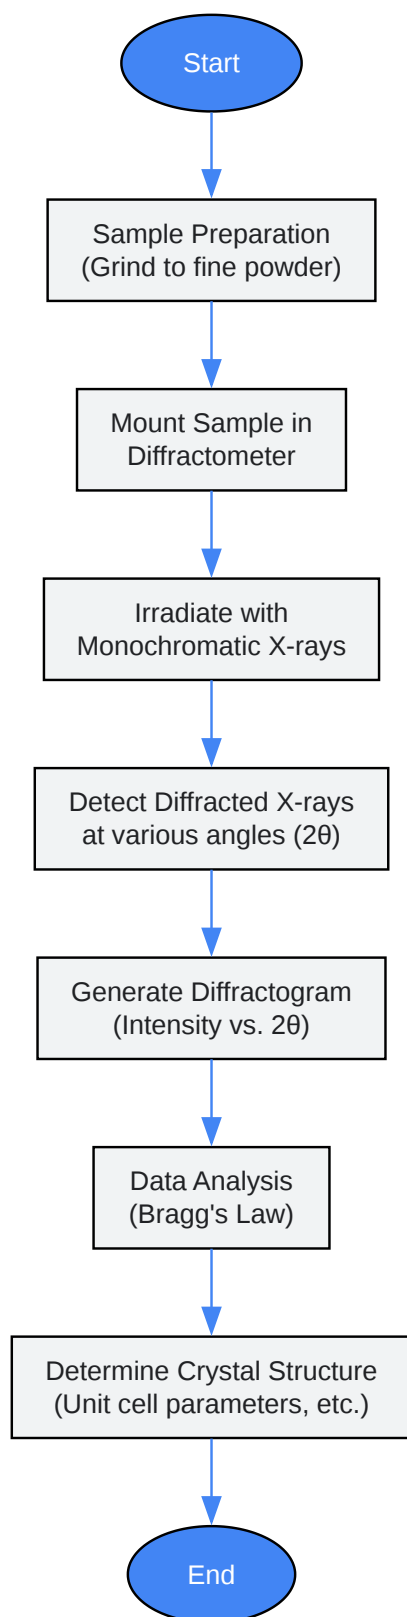 Start
Sample Preparation
(Grind to fine powder)
Mount Sample in
Diffractometer
Irradiate with
Monochromatic X-rays
Detect Diffracted X-rays
at various angles (2θ)
Generate Diffractogram
(Intensity vs. 2θ)
Data Analysis
(Bragg's Law)
Determine Crystal Structure
(Unit cell parameters, etc.)
End